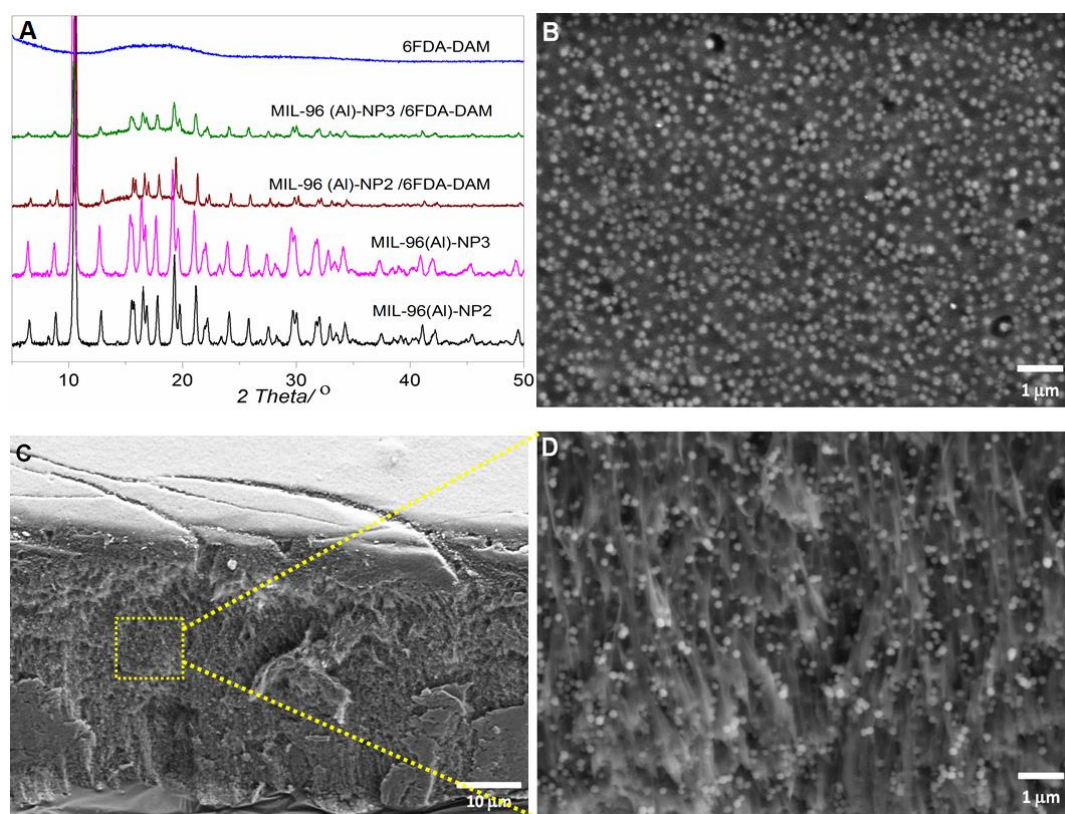 A
6FDA-DAM
MIL-96 (Al)-NP3 /6FDA-DAM
MIL-96 (Al)-NP2 /6FDA-DAM
MIL-96(Al)-NP3
MIL-96(Al)-NP2
10 20 30 40 50
2 Theta/ °
B
1 µm
C
10 µm
D
1 µm